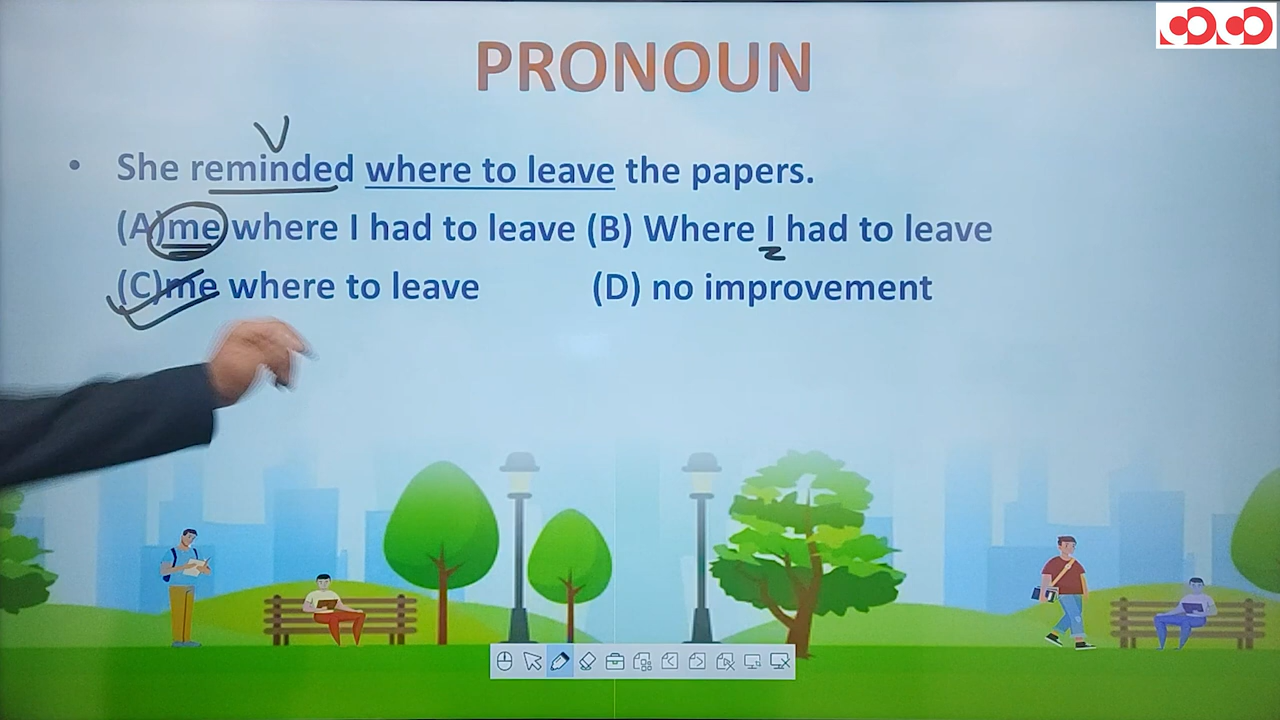 PRONOUN
V
• She reminded where to leave the papers.
(A)me where I had to leave (B) Where I had to leave
(C)me where to leave (D) no improvement